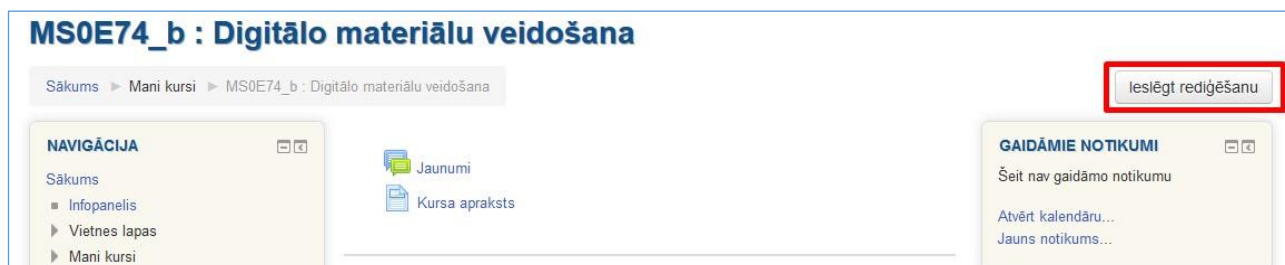 MS0E74_b : Digitālo materiālu veidošana
Sākums Mani kursi MS0E74_b : Digitālo materiālu veidošana
Ieslēgt rediģēšanu
NAVIGĀCIJA
Sākums
Infopanelis
Vietnes lapas
Mani kursi
Jaunumi
Kursa apraksts
GAIDĀMIE NOTIKUMI
Šeit nav gaidāmo notikumu
Atvērt kalendāru...
Jauns notikums...